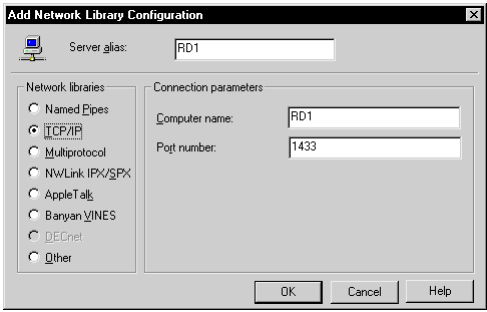 Add Network Library Configuration
Server alias: RD1
Network libraries
Named Pipes
TCP/IP
Multiprotocol
NWLink IPX/SPX
AppleTalk
Banyan VINES
DECnet
Other
Connection parameters
Computer name: RD1
Port number: 1433
OK Cancel Help